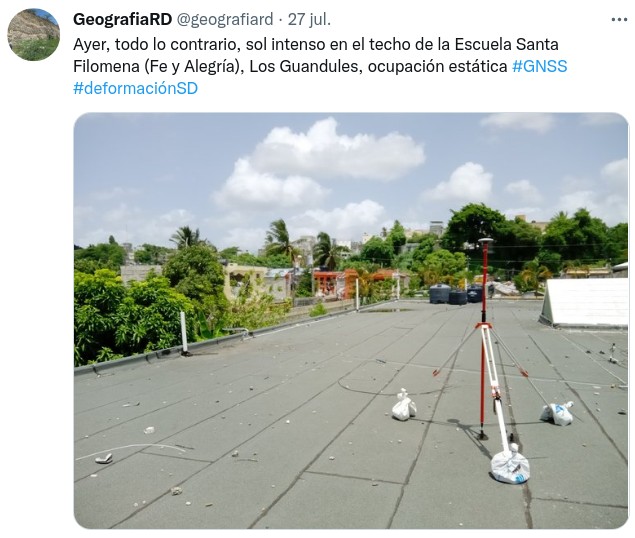 GeografiaRD @geografiard · 27 jul.
Ayer, todo lo contrario, sol intenso en el techo de la Escuela Santa
Filomena (Fe y Alegría), Los Guandules, ocupación estática #GNSS
#deformaciónSD